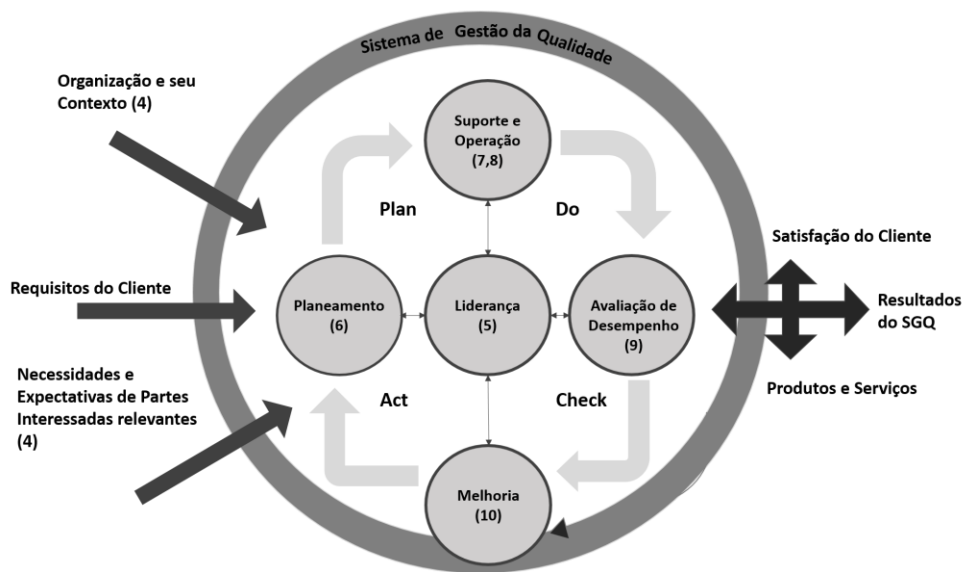 Sistema de Gestão da Qualidade
Organização e seu
Contexto (4)
Requisitos do Cliente
Necessidades e
Expectativas de Partes
Interessadas relevantes
(4)
Suporte e
Operação
(7,8)
Plan
Do
Planeamento
(6)
Liderança
(5)
Avaliação de
Desempenho
(9)
Act
Check
Melhoria
(10)
Satisfação do Cliente
Resultados
do SGQ
Produtos e Serviços